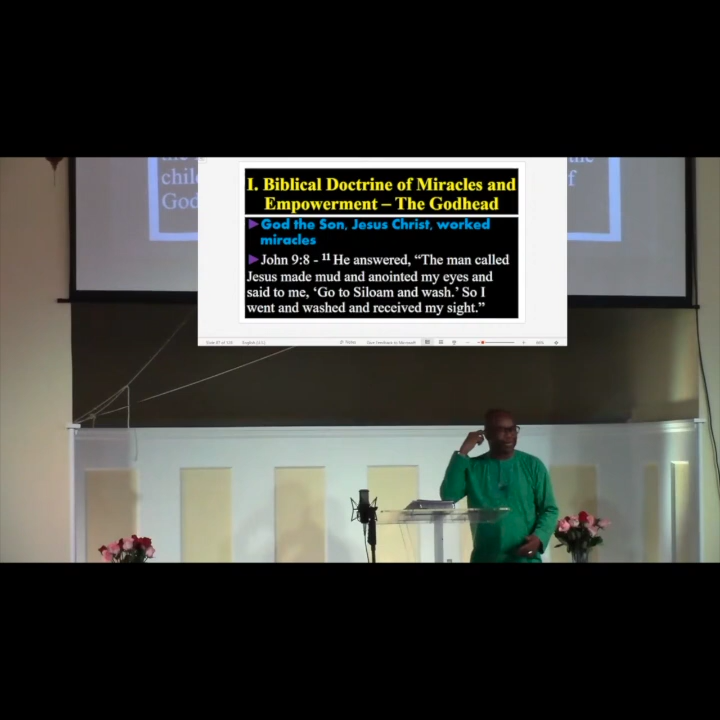 chil
God
f
I. Biblical Doctrine of Miracles and
Empowerment – The Godhead
God the Son, Jesus Christ, worked
miracles
John 9:8 - 11 He answered, “The man called
Jesus made mud and anointed my eyes and
said to me, ‘Go to Siloam and wash.’ So I
went and washed and received my sight.”